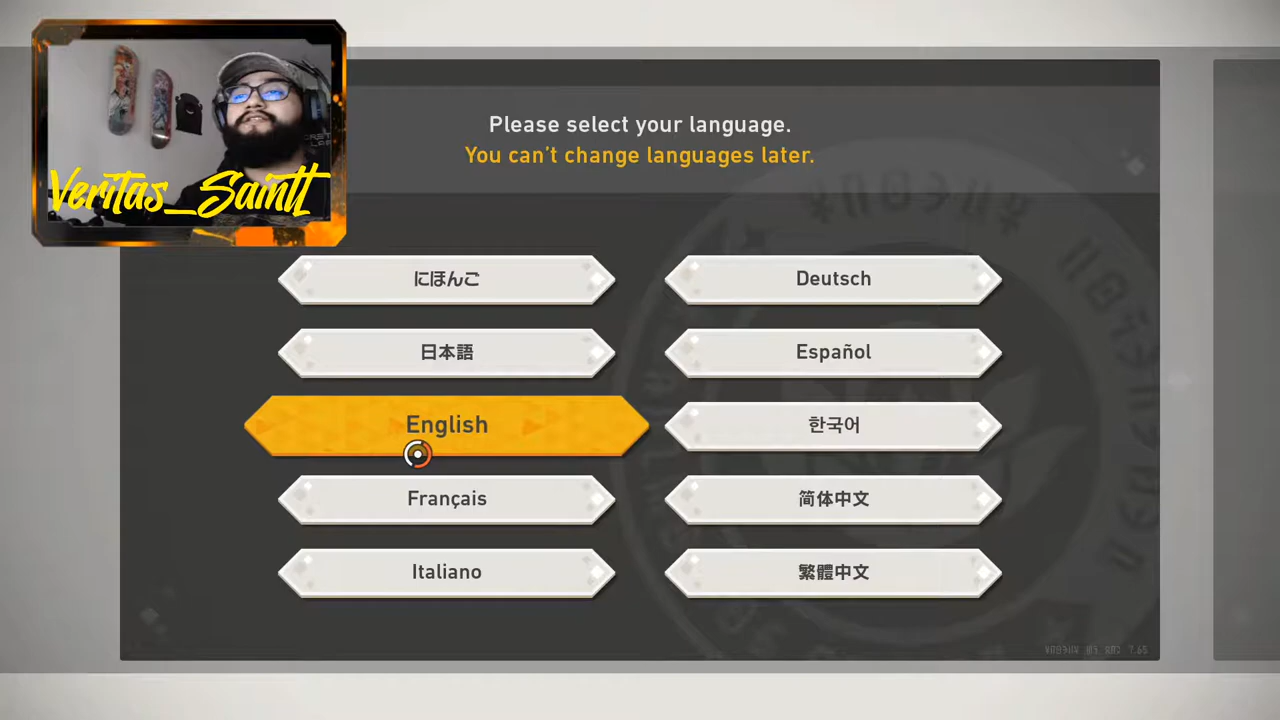 Please select your language.
You can't change languages later.
Veritas_Saintt
にほんご
Deutsch
日本語
Español
English
한국어
Français
简体中文
Italiano
繁體中文